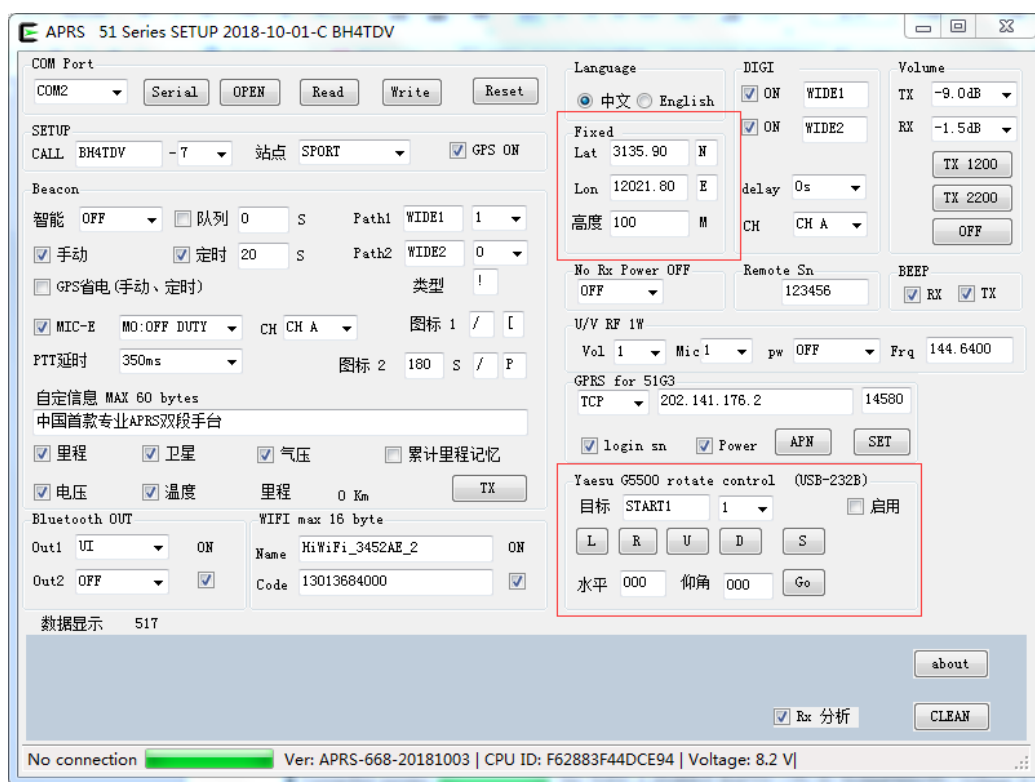 APRS 51 Series SETUP 2018-10-01-C BH4TDV
COM Port
COM2 Serial OPEN Read Write Reset
SETUP
CALL BH4TDV -7 站点 SPORT GPS ON
Beacon
智能 OFF 队列 0 S Path1 WIDE1 1
手动 定时 20 S Path2 WIDE2 0
GPS省电(手动、定时) 类型 !
MIC-E MO:OFF DUTY CH CH A 图标 1 / [
PTT延时 350ms 图标 2 180 S / P
自定信息 MAX 60 bytes
中国首款专业APRS双段手台
里程 卫星 气压 累计里程记忆
电压 温度 里程 0 Km TX
Bluetooth OUT
Out1 UI ON
Out2 OFF
WIFI max 16 byte
Name HiWiFi_3452AE_2 ON
Code 13013684000
Language
中文 English
DIGI
ON WIDE1
ON WIDE2
delay 0s
CH CH A
Volume
TX -9.0dB
RX -1.5dB
TX 1200
TX 2200
OFF
Fixed
Lat 3135.90 N
Lon 12021.80 E
高度 100 M
No Rx Power OFF
OFF
Remote Sn
123456
BEEP
RX TX
U/V RF 1W
Vol 1 Mic 1 pw OFF Frq 144.6400
GPRS for 51G3
TCP 202.141.176.2 14580
login sn Power APN SET
Yaesu G5500 rotate control (USB-232B)
目标 START1 1 启用
L R U D S
水平 000 仰角 000 Go
数据显示 517
about
Rx 分析 CLEAN
No connection Ver: APRS-668-20181003 | CPU ID: F62883F44DCE94 | Voltage: 8.2 V|